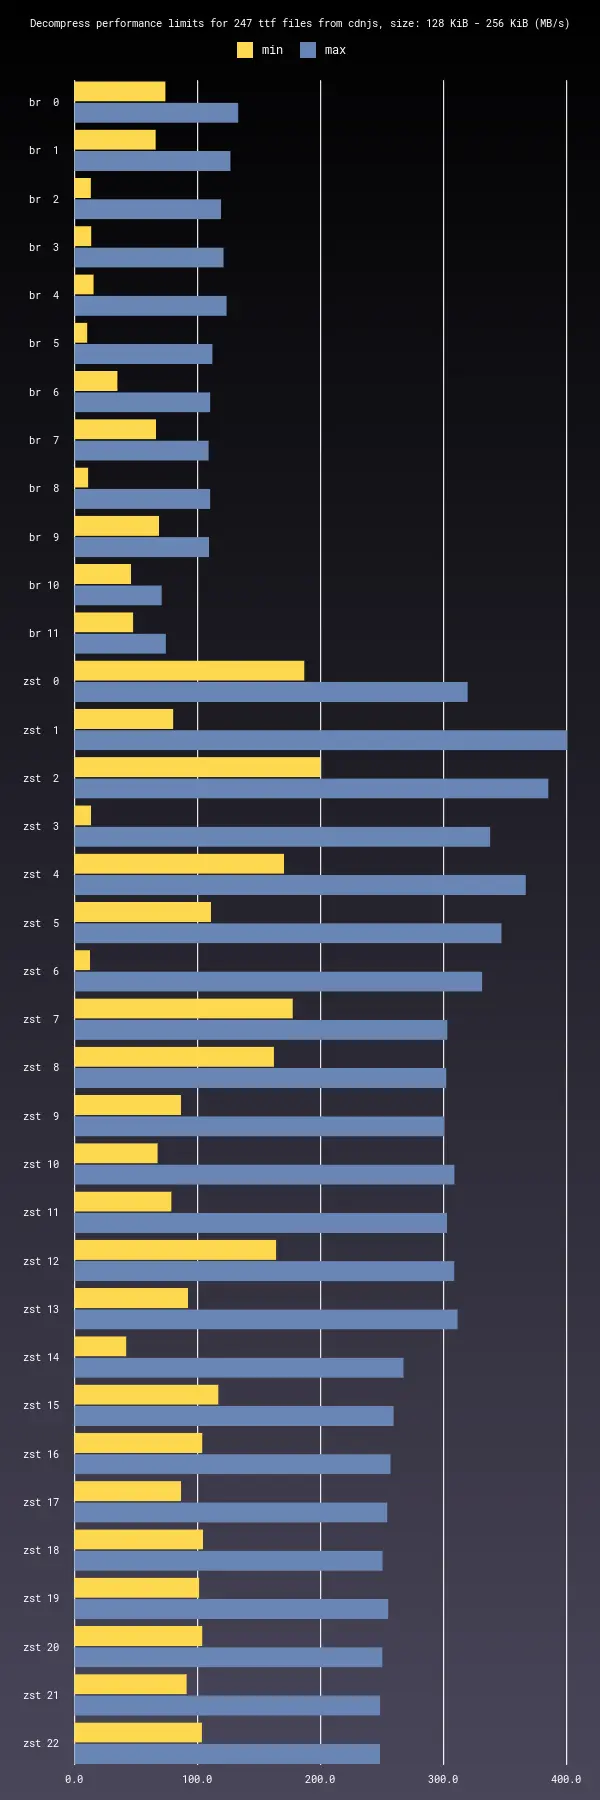 Decompress performance limits for 247 ttf files from cdnjs, size: 128 KiB - 256 KiB (MB/s)
min max
br 0
br 1
br 2
br 3
br 4
br 5
br 6
br 7
br 8
br 9
br 10
br 11
zst 0
zst 1
zst 2
zst 3
zst 4
zst 5
zst 6
zst 7
zst 8
zst 9
zst 10
zst 11
zst 12
zst 13
zst 14
zst 15
zst 16
zst 17
zst 18
zst 19
zst 20
zst 21
zst 22
0.0 100.0 200.0 300.0 400.0